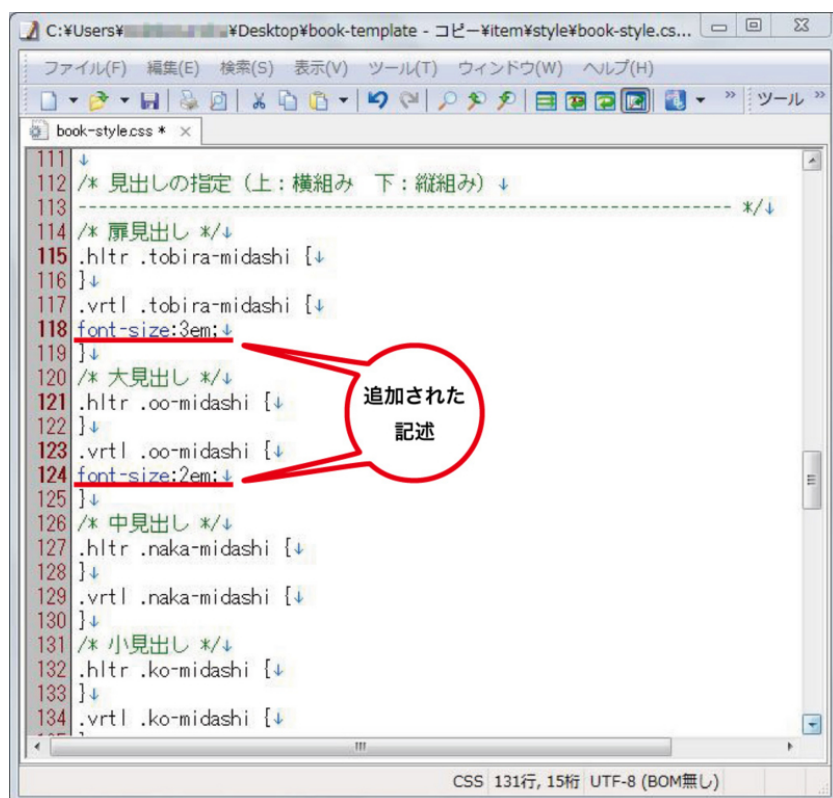 C:¥Users¥ ¥Desktop¥book-template - コピー¥item¥style¥book-style.cs...
ファイル(F) 編集(E) 検索(S) 表示(V) ツール(T) ウィンドウ(W) ヘルプ(H)
» ツール »
book-style.css * ×
111 ↓
112 /* 見出しの指定（上：横組み　下：縦組み）↓
113 ---------------------------------------------------------------- */↓
114 /* 扉見出し */↓
115 .hltr .tobira-midashi {↓
116 }↓
117 .vrtl .tobira-midashi {↓
118 font-size:3em;↓
119 }↓
120 /* 大見出し */↓
121 .hltr .oo-midashi {↓
122 }↓
123 .vrtl .oo-midashi {↓
124 font-size:2em;↓
125 }↓
126 /* 中見出し */↓
127 .hltr .naka-midashi {↓
128 }↓
129 .vrtl .naka-midashi {↓
130 }↓
131 /* 小見出し */↓
132 .hltr .ko-midashi {↓
133 }↓
134 .vrtl .ko-midashi {↓
追加された
記述
CSS 131行, 15桁 UTF-8 (BOM無し)